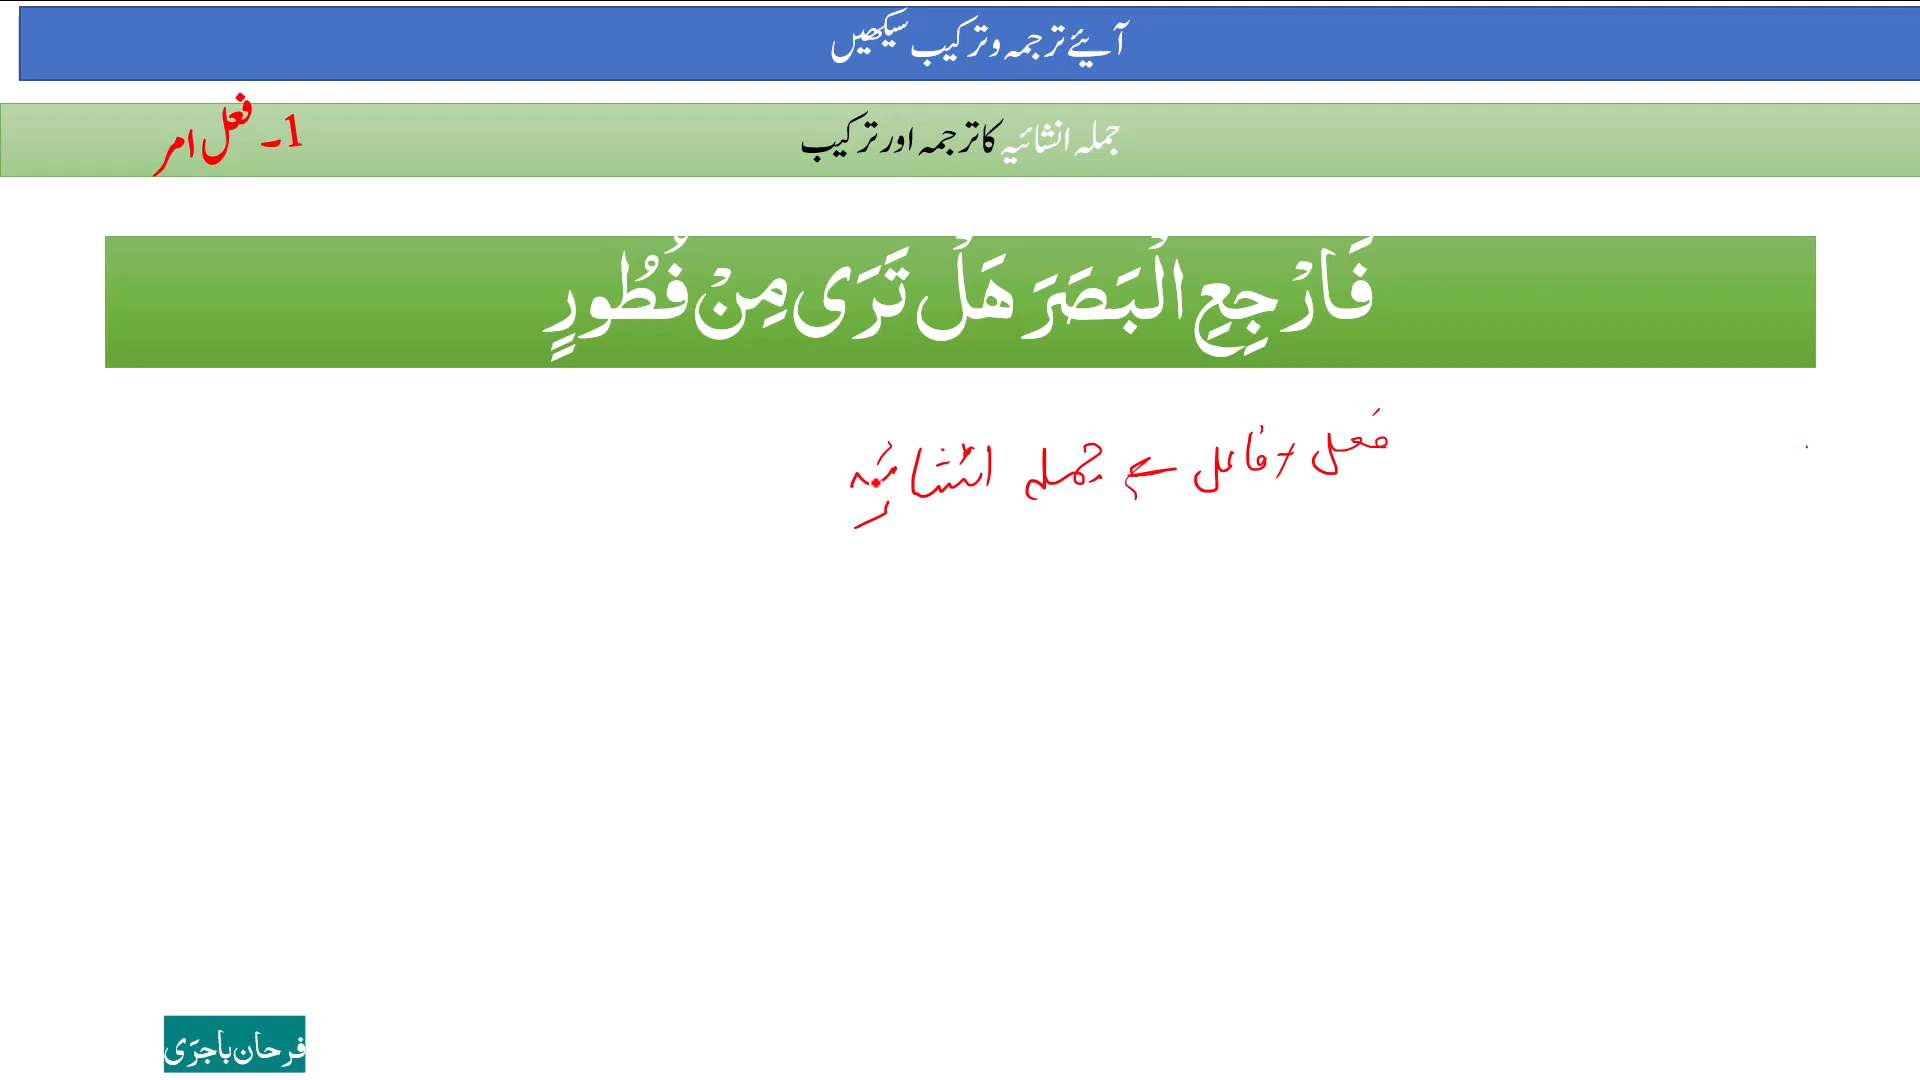 آیئے ترجمہ و ترکیب سیکھیں
جملہ انشائیہ کا ترجمہ اور ترکیب
1۔ فعل امر
فَارْجِعِ الْبَصَرَ هَلْ تَرَى مِنْ فُطُورٍ
فعل + فاعل سے جملہ انشائیہ
فرحان باجرَی